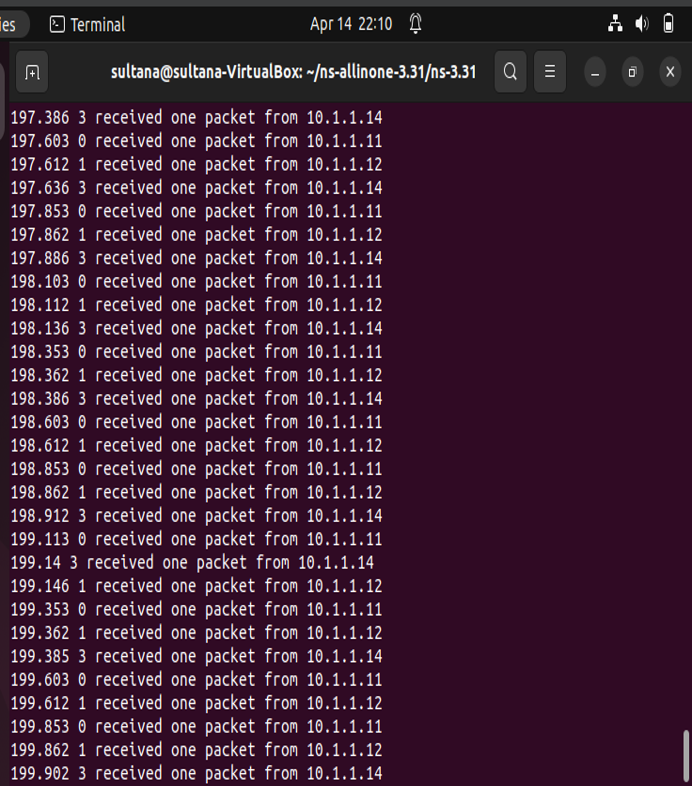 ies
Terminal
Apr 14 22:10
sultana@sultana-VirtualBox: ~/ns-allinone-3.31/ns-3.31
197.386 3 received one packet from 10.1.1.14
197.603 0 received one packet from 10.1.1.11
197.612 1 received one packet from 10.1.1.12
197.636 3 received one packet from 10.1.1.14
197.853 0 received one packet from 10.1.1.11
197.862 1 received one packet from 10.1.1.12
197.886 3 received one packet from 10.1.1.14
198.103 0 received one packet from 10.1.1.11
198.112 1 received one packet from 10.1.1.12
198.136 3 received one packet from 10.1.1.14
198.353 0 received one packet from 10.1.1.11
198.362 1 received one packet from 10.1.1.12
198.386 3 received one packet from 10.1.1.14
198.603 0 received one packet from 10.1.1.11
198.612 1 received one packet from 10.1.1.12
198.853 0 received one packet from 10.1.1.11
198.862 1 received one packet from 10.1.1.12
198.912 3 received one packet from 10.1.1.14
199.113 0 received one packet from 10.1.1.11
199.14 3 received one packet from 10.1.1.14
199.146 1 received one packet from 10.1.1.12
199.353 0 received one packet from 10.1.1.11
199.362 1 received one packet from 10.1.1.12
199.385 3 received one packet from 10.1.1.14
199.603 0 received one packet from 10.1.1.11
199.612 1 received one packet from 10.1.1.12
199.853 0 received one packet from 10.1.1.11
199.862 1 received one packet from 10.1.1.12
199.902 3 received one packet from 10.1.1.14